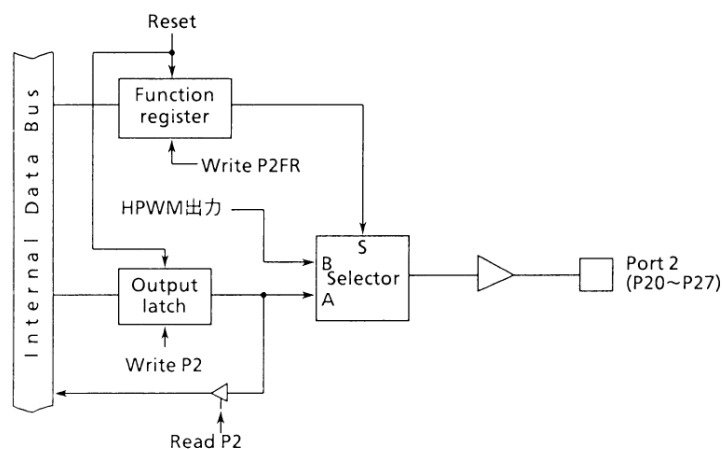 Reset
Internal Data Bus
Function
register
Write P2FR
HPWM出力
S
B
Selector
A
Port 2
(P20～P27)
Output
latch
Write P2
Read P2